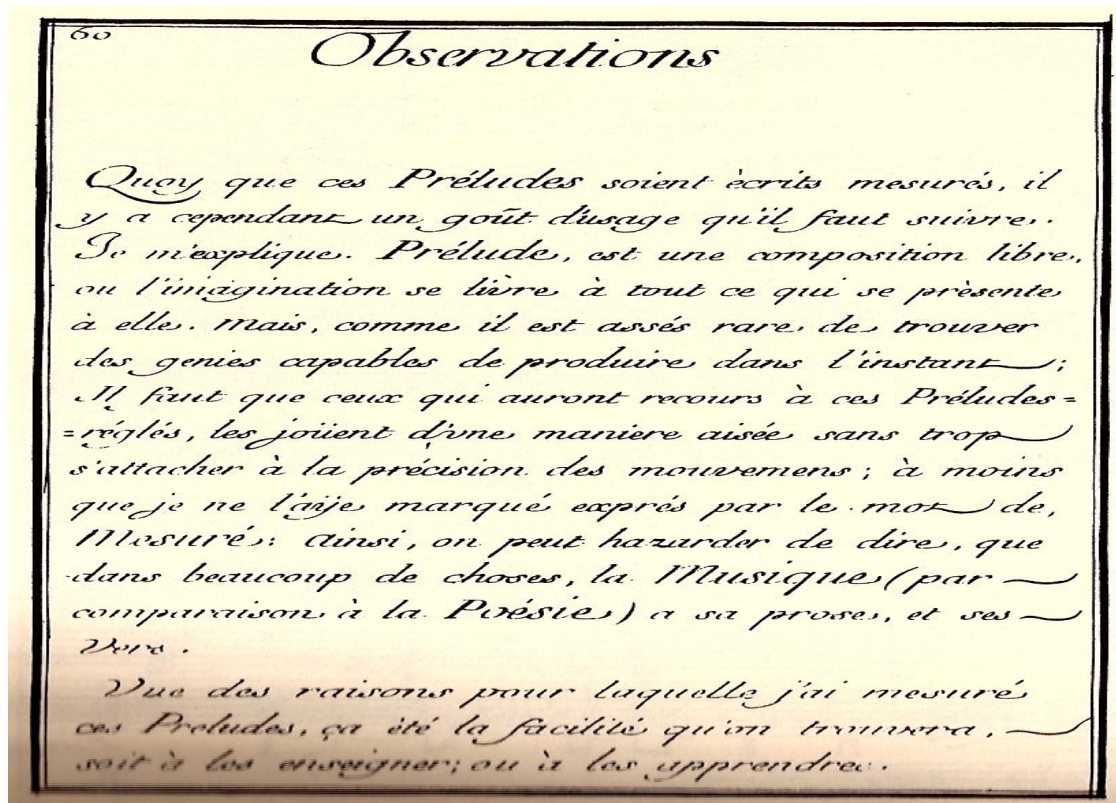 60
Observations
Quoy que ces Préludes soient ècrits mesurés, il
y a cependant un goût d'usage qu'il faut suivre.
Je m'explique. Prélude, est une composition libre,
ou l'imagination se livre à tout ce qui se prèsente
à elle. Mais, comme il est assés rare de trouver
des genies capables de produire dans l'instant ;
Il faut que ceux qui auront recours à ces Préludes=
=réglés, les joüent d'vne maniere aisée sans trop
s'attacher à la précision des mouvemens ; à moins
que je ne l'aije marqué exprés par le mot de,
Mesuré: Ainsi, on peut hazarder de dire, que
dans beaucoup de choses, la Musique (par
comparaison à la Poésie) a sa prose, et ses
Vers .
Vne des raisons pour laquelle j'ai mesuré
ces Preludes, ça été la facilité qu'on trouvera,
soit à les enseigner; ou à les apprendre.